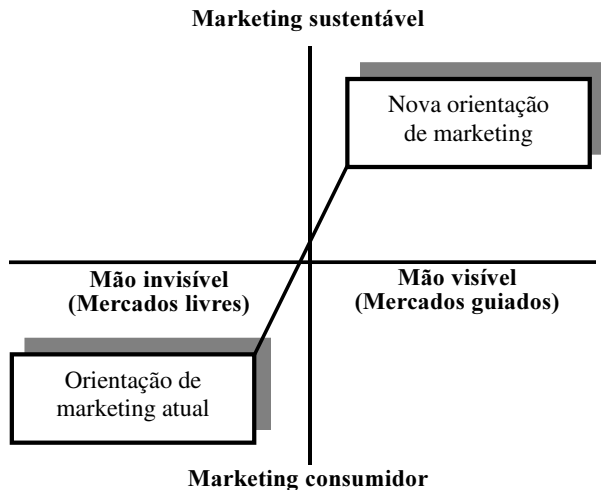 Marketing sustentável
Nova orientação
de marketing
Mão invisível
(Mercados livres)
Mão visível
(Mercados guiados)
Orientação de
marketing atual
Marketing consumidor